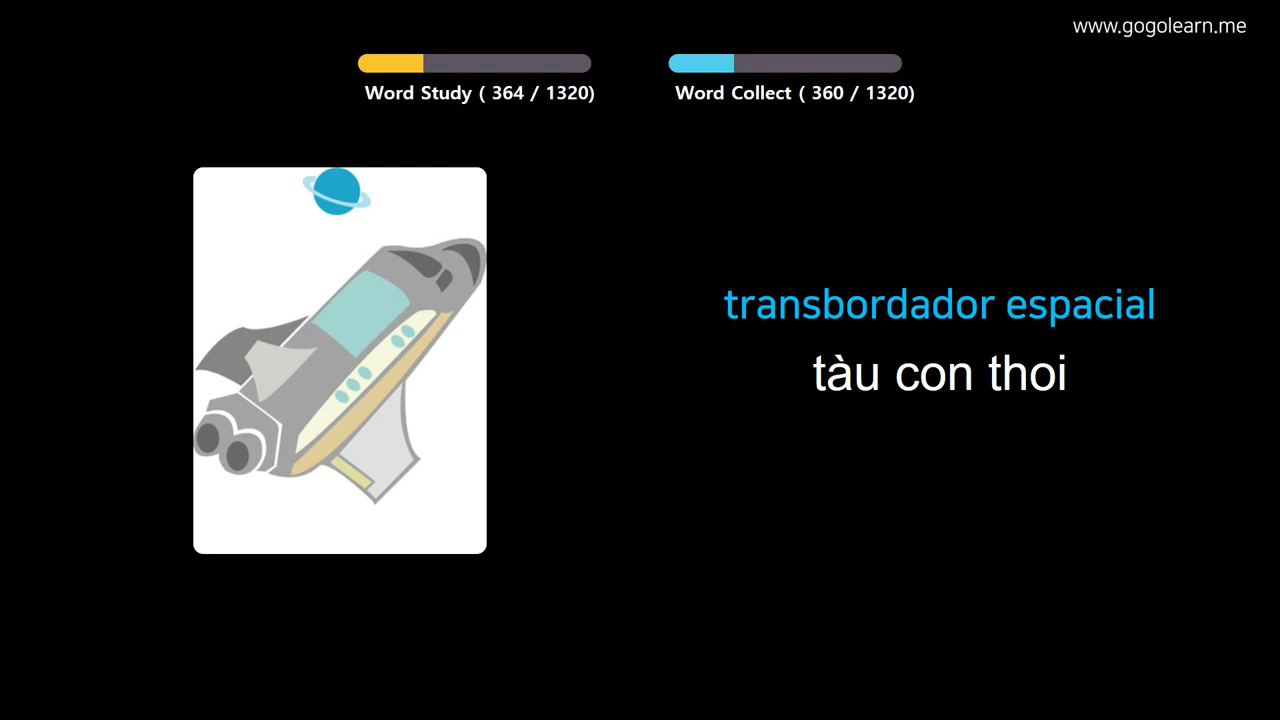 www.gogolearn.me
Word Study ( 364 / 1320)
Word Collect ( 360 / 1320)
transbordador espacial
tàu con thoi